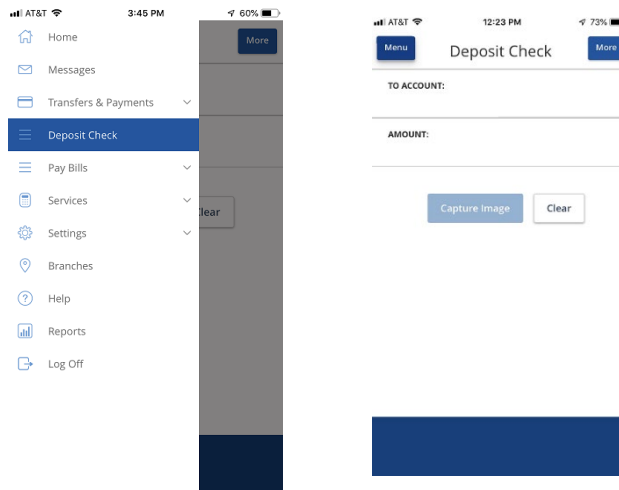 AT&T 3:45 PM 60%
More
Home
Messages
Transfers & Payments
Deposit Check
Pay Bills
Services
Clear
Settings
Branches
Help
Reports
Log Off
AT&T 12:23 PM 73%
Menu Deposit Check More
TO ACCOUNT:
AMOUNT:
Capture Image Clear